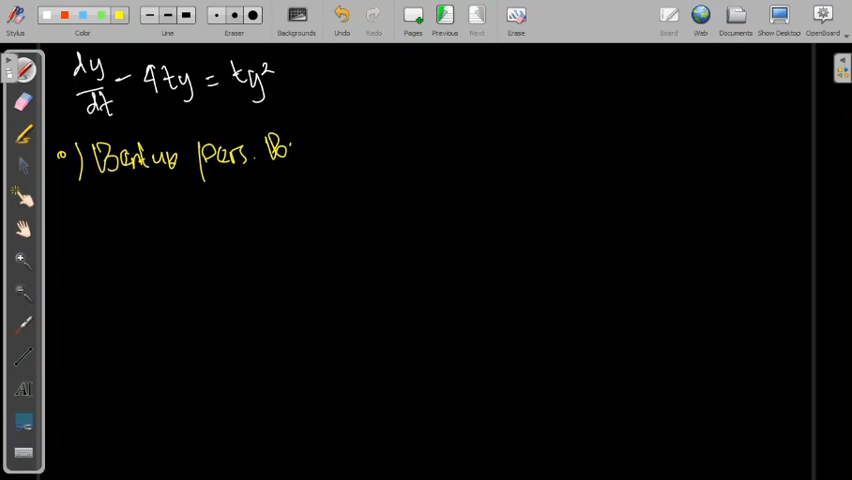 Stylus Color Line Eraser Backgrounds Undo Redo Pages Previous Next Erase Board Web Documents Show Desktop OpenBoard
dy/dt - 4ty = ty²
•) Bentuk Pers. B.